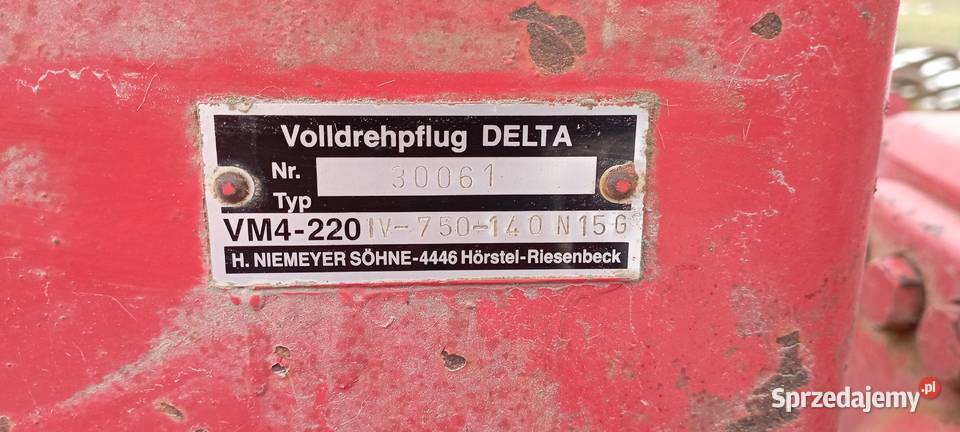 Volldrehpflug DELTA
Nr. 30061
Typ
VM4-220 IV-750-140 N15G
H. NIEMEYER SÖHNE-4446 Hörstel-Riesenbeck
Sprzedajemy.pl